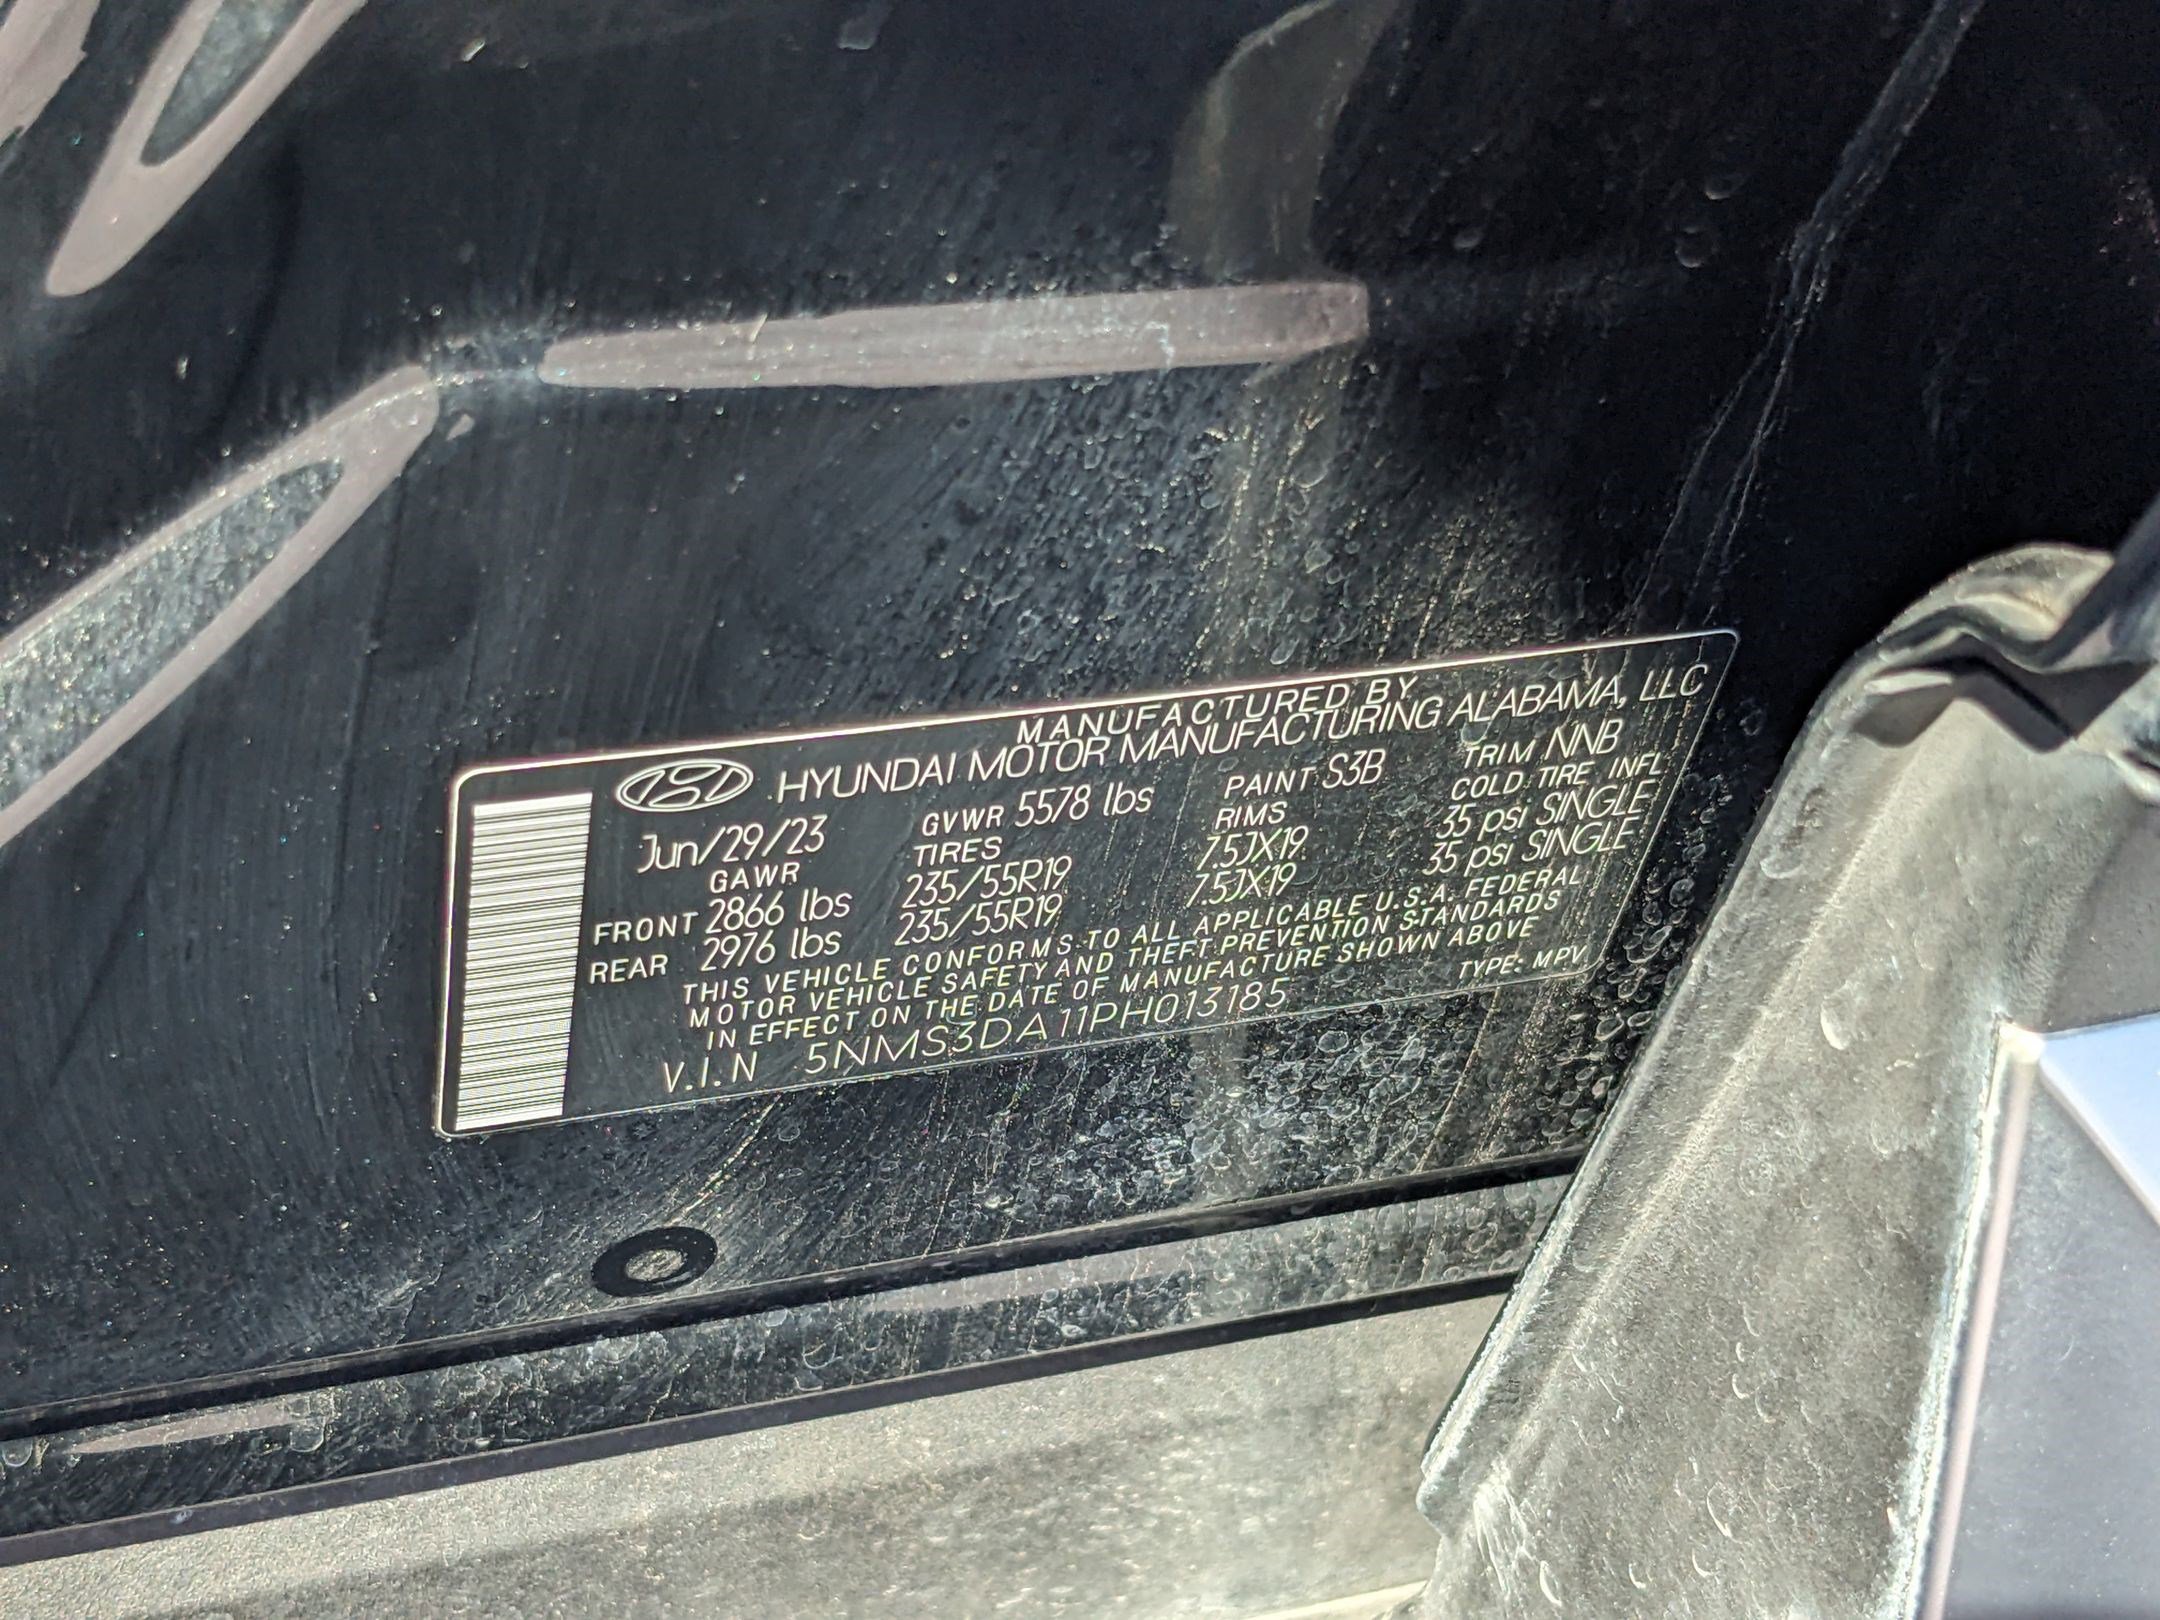 MANUFACTURED BY
HYUNDAI MOTOR MANUFACTURING ALABAMA, LLC
Jun/29/23 GVWR 5578 lbs PAINT S3B TRIM NNB
GAWR TIRES RIMS COLD TIRE INFL
FRONT 2866 lbs 235/55R19 7.5JX19 35 psi SINGLE
REAR 2976 lbs 235/55R19 7.5JX19 35 psi SINGLE
THIS VEHICLE CONFORMS TO ALL APPLICABLE U.S.A. FEDERAL
MOTOR VEHICLE SAFETY AND THEFT PREVENTION STANDARDS
IN EFFECT ON THE DATE OF MANUFACTURE SHOWN ABOVE
V.I.N 5NMS3DA11PH013185 TYPE: MPV